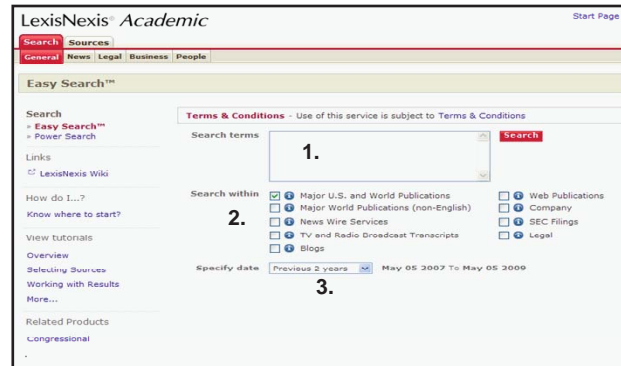 LexisNexis® Academic
Start Page
Search Sources
General News Legal Business People
Easy Search™
Search
Easy Search™
Power Search
Links
LexisNexis Wiki
How do I...?
Know where to start?
View tutorials
Overview
Selecting Sources
Working with Results
More...
Related Products
Congressional
Terms & Conditions - Use of this service is subject to Terms & Conditions
Search terms
1.
Search
Search within
2.
Major U.S. and World Publications
Major World Publications (non-English)
News Wire Services
TV and Radio Broadcast Transcripts
Blogs
Web Publications
Company
SEC Filings
Legal
Specify date Previous 2 years May 05 2007 To May 05 2009
3.